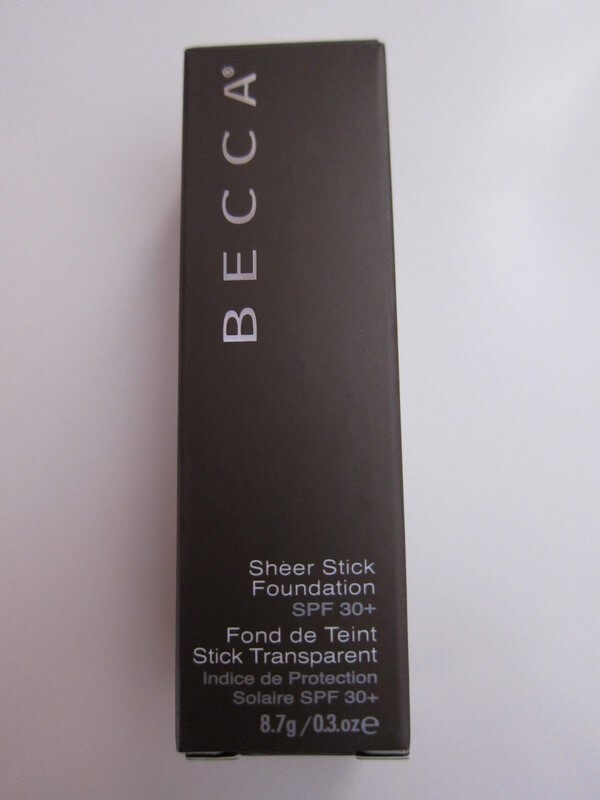 BECCA®
Sheer Stick
Foundation
SPF 30+
Fond de Teint
Stick Transparent
Indice de Protection
Solaire SPF 30+
8.7g/0.3.oz℮